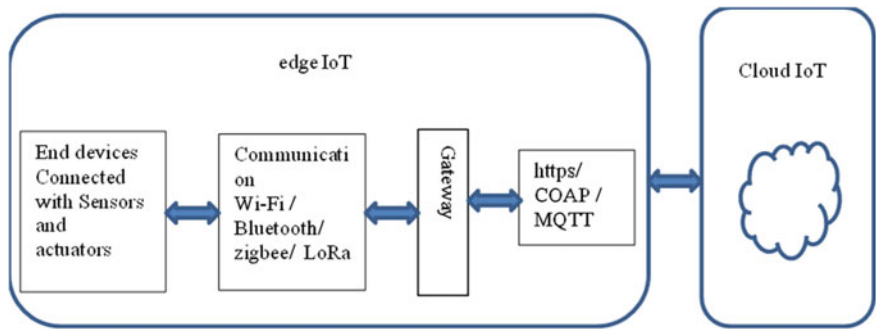 edge IoT
End devices
Connected
with Sensors
and
actuators
Communicati
on
Wi-Fi /
Bluetooth/
zigbee/ LoRa
Gateway
https/
COAP /
MQTT
Cloud IoT